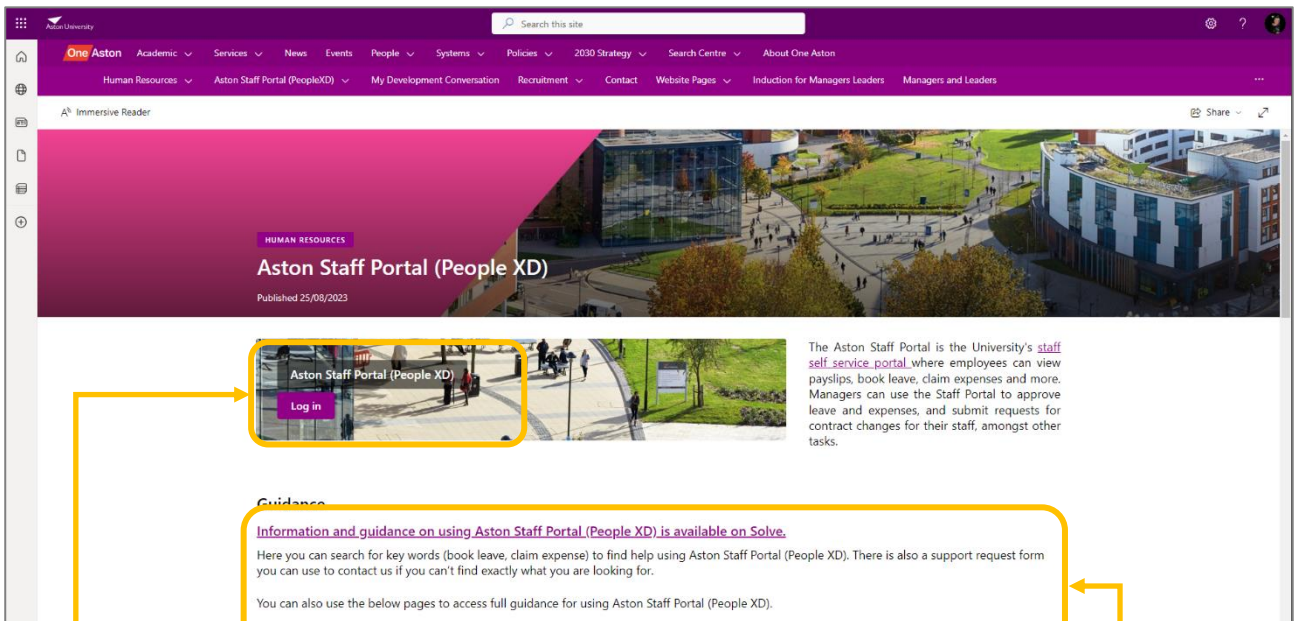 Aston University
Search this site
?
One Aston Academic Services News Events People Systems Policies 2030 Strategy Search Centre About One Aston
Human Resources Aston Staff Portal (PeopleXD) My Development Conversation Recruitment Contact Website Pages Induction for Managers Leaders Managers and Leaders ...
Immersive Reader
Share
HUMAN RESOURCES
Aston Staff Portal (People XD)
Published 25/08/2023
Aston Staff Portal (People XD)
Log in
The Aston Staff Portal is the University's staff
self service portal where employees can view
payslips, book leave, claim expenses and more.
Managers can use the Staff Portal to approve
leave and expenses, and submit requests for
contract changes for their staff, amongst other
tasks.
Guidance
Information and guidance on using Aston Staff Portal (People XD) is available on Solve.
Here you can search for key words (book leave, claim expense) to find help using Aston Staff Portal (People XD). There is also a support request form
you can use to contact us if you can't find exactly what you are looking for.
You can also use the below pages to access full guidance for using Aston Staff Portal (People XD).